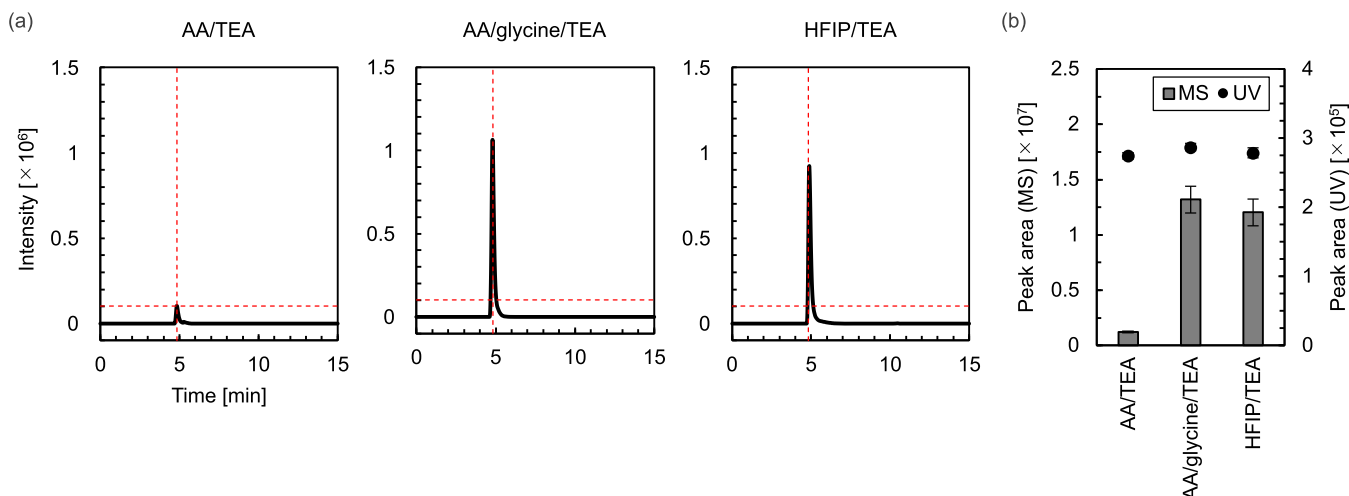 (a)
AA/TEA
AA/glycine/TEA
HFIP/TEA
(b)
Intensity [×10⁶]
1.5
1
0.5
0
0
5
10
15
Time [min]
1.5
1
0.5
0
0
5
10
15
1.5
1
0.5
0
0
5
10
15
MS
UV
Peak area (MS) [×10⁷]
2.5
2
1.5
1
0.5
0
4
3
2
1
0
Peak area (UV) [×10⁵]
AA/TEA
AA/glycine/TEA
HFIP/TEA